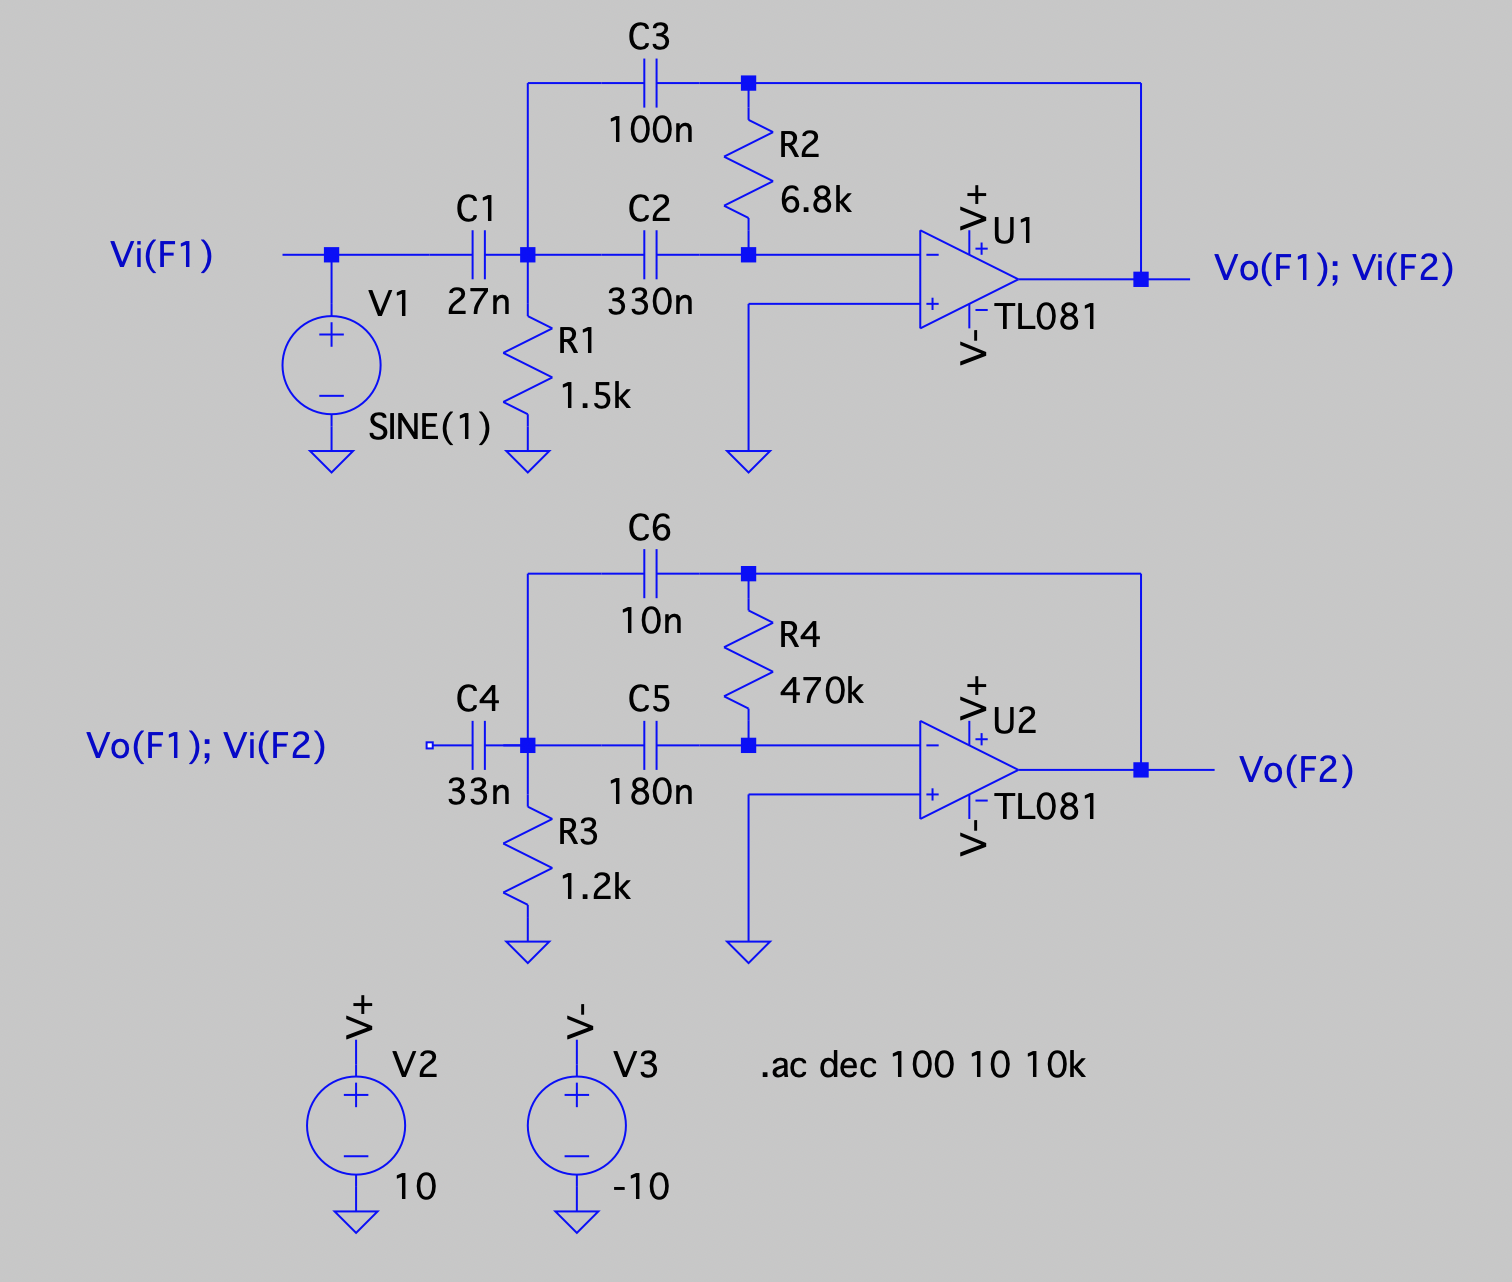 C3
100n
R2
6.8k
C1
C2
V+
U1
Vi(F1)
Vo(F1); Vi(F2)
V1
27n
330n
TL081
R1
V-
1.5k
SINE(1)
C6
10n
R4
470k
C4
C5
V+
U2
Vo(F1); Vi(F2)
Vo(F2)
33n
180n
TL081
R3
V-
1.2k
V+
V-
V2
V3
.ac dec 100 10 10k
10
-10